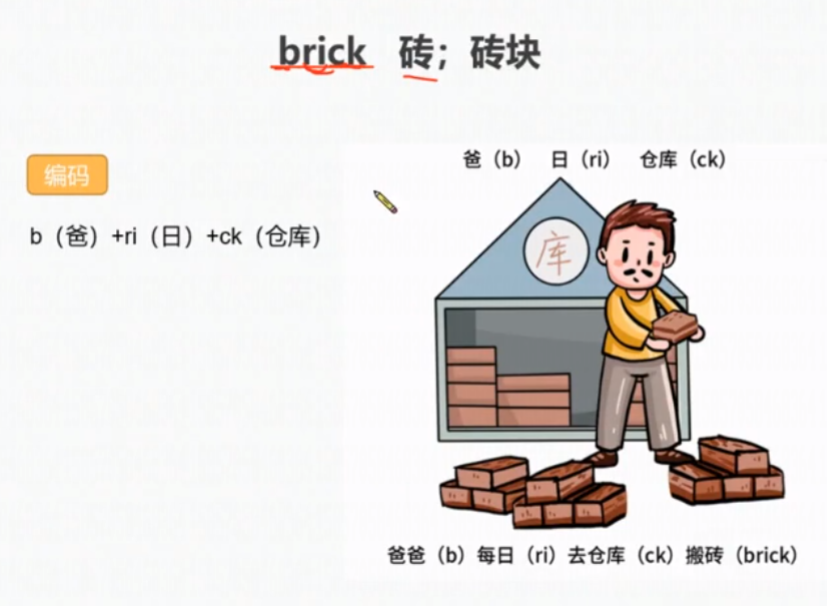 brick 砖；砖块
爸（b） 日（ri） 仓库（ck）
编码
b（爸）+ri（日）+ck（仓库）
库
爸爸（b）每日（ri）去仓库（ck）搬砖（brick）